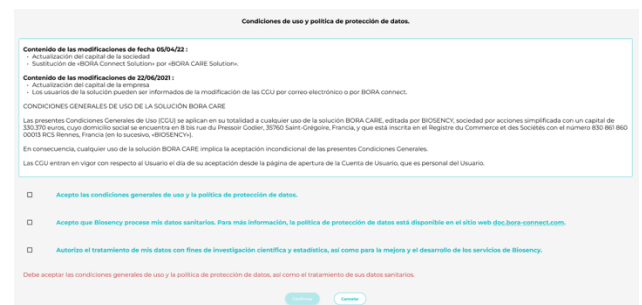 Condiciones de uso y política de protección de datos.
Contenido de las modificaciones de fecha 05/04/22 :
• Actualización del capital de la sociedad
• Sustitución de «BORA Connect Solution» por «BORA CARE Solution».
Contenido de las modificaciones de 22/06/2021 :
• Actualización del capital de la empresa
• Los usuarios de la solución pueden ser informados de la modificación de las CCU por correo electrónico o por BORA connect.
CONDICIONES GENERALES DE USO DE LA SOLUCIÓN BORA CARE
Las presentes Condiciones Generales de Uso (CGU) se aplican en su totalidad a cualquier uso de la solución BORA CARE, editada por BIOSENCY, sociedad por acciones simplificada con un capital de
330.370 euros, cuyo domicilio social se encuentra en 8 bis rue du Pressoir Godier, 35760 Saint-Grégoire, Francia, y que está inscrita en el Registre du Commerce et des Sociétés con el número 830 861 860
00013 RCS Rennes, Francia (en lo sucesivo, «BIOSENCY»).
En consecuencia, cualquier uso de la solución BORA CARE implica la aceptación incondicional de las presentes Condiciones Generales.
Las CGU entran en vigor con respecto al Usuario el día de su aceptación desde la página de apertura de la Cuenta de Usuario, que es personal del Usuario.
Acepto las condiciones generales de uso y la política de protección de datos.
Acepto que Biosency procese mis datos sanitarios. Para más información, la política de protección de datos está disponible en el sitio web doc.bora-connect.com.
Autorizo el tratamiento de mis datos con fines de investigación científica y estadística, así como para la mejora y el desarrollo de los servicios de Biosency.
Debe aceptar las condiciones generales de uso y la política de protección de datos, así como el tratamiento de sus datos sanitarios.
Cancelar